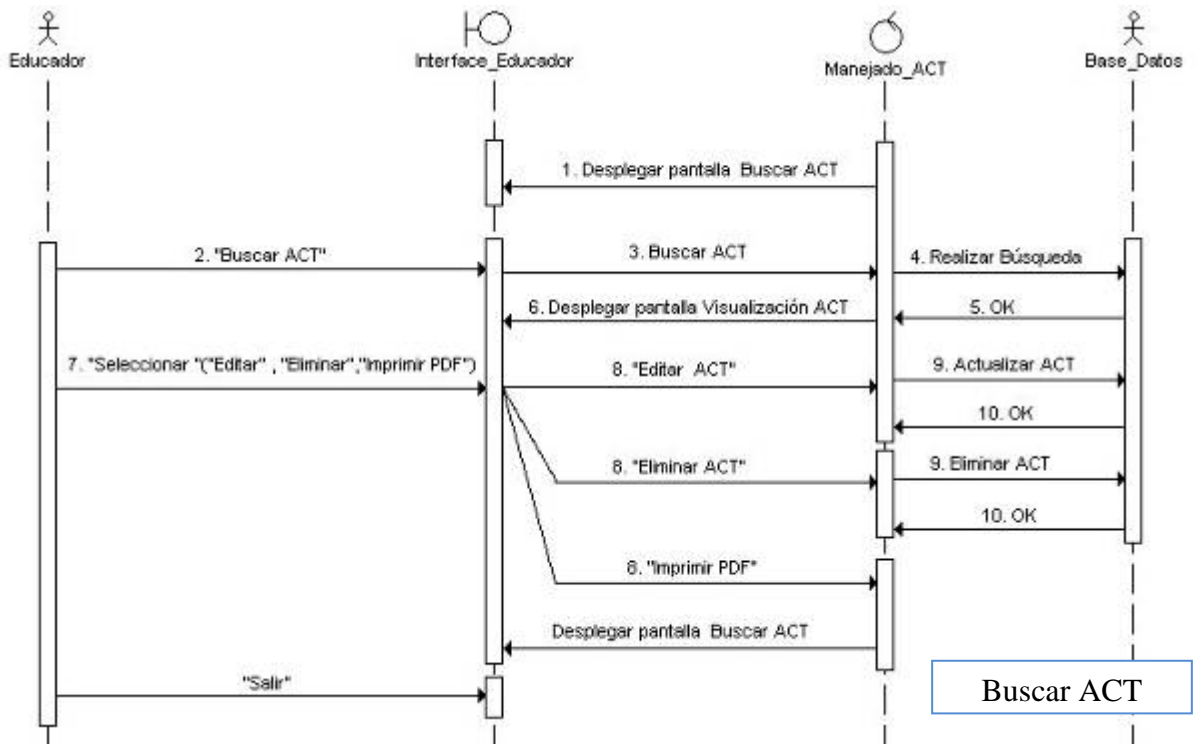 Educador
Interface_Educador
Manejado_ACT
Base_Datos
1. Desplegar pantalla Buscar ACT
2. "Buscar ACT"
3. Buscar ACT
4. Realizar Búsqueda
6. Desplegar pantalla Visualización ACT
5. OK
7. "Seleccionar "("Editar" , "Eliminar","Imprimir PDF")
8. "Editar ACT"
9. Actualizar ACT
10. OK
8. "Eliminar ACT"
9. Eliminar ACT
10. OK
8. "Imprimir PDF"
Desplegar pantalla Buscar ACT
"Salir"
Buscar ACT